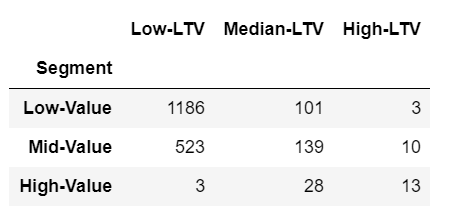 Low-LTV Median-LTV High-LTV
Segment
Low-Value 1186 101 3
Mid-Value 523 139 10
High-Value 3 28 13